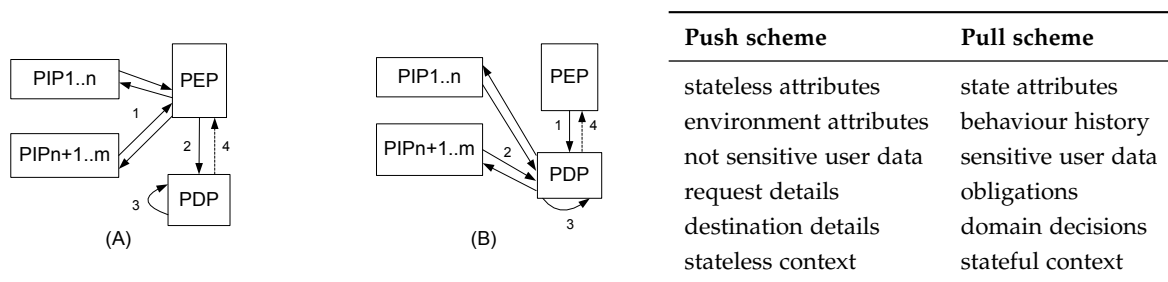 PIP1..n
PEP
1
PIPn+1..m
2
4
3
PDP
(A)
PIP1..n
PEP
1
4
PIPn+1..m
2
PDP
3
(B)
Push scheme Pull scheme
stateless attributes state attributes
environment attributes behaviour history
not sensitive user data sensitive user data
request details obligations
destination details domain decisions
stateless context stateful context